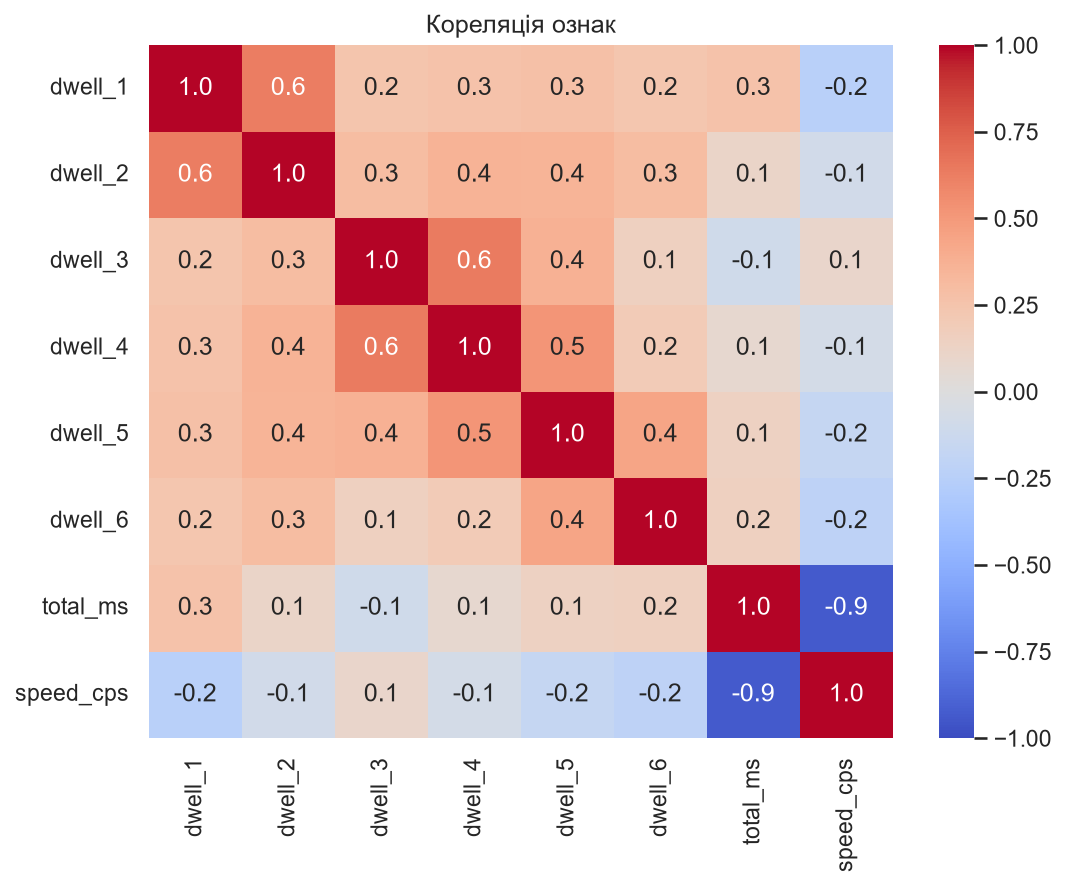 Кореляція ознак
dwell_1 1.0 0.6 0.2 0.3 0.3 0.2 0.3 -0.2
dwell_2 0.6 1.0 0.3 0.4 0.4 0.3 0.1 -0.1
dwell_3 0.2 0.3 1.0 0.6 0.4 0.1 -0.1 0.1
dwell_4 0.3 0.4 0.6 1.0 0.5 0.2 0.1 -0.1
dwell_5 0.3 0.4 0.4 0.5 1.0 0.4 0.1 -0.2
dwell_6 0.2 0.3 0.1 0.2 0.4 1.0 0.2 -0.2
total_ms 0.3 0.1 -0.1 0.1 0.1 0.2 1.0 -0.9
speed_cps -0.2 -0.1 0.1 -0.1 -0.2 -0.2 -0.9 1.0
dwell_1 dwell_2 dwell_3 dwell_4 dwell_5 dwell_6 total_ms speed_cps
1.00
0.75
0.50
0.25
0.00
−0.25
−0.50
−0.75
−1.00